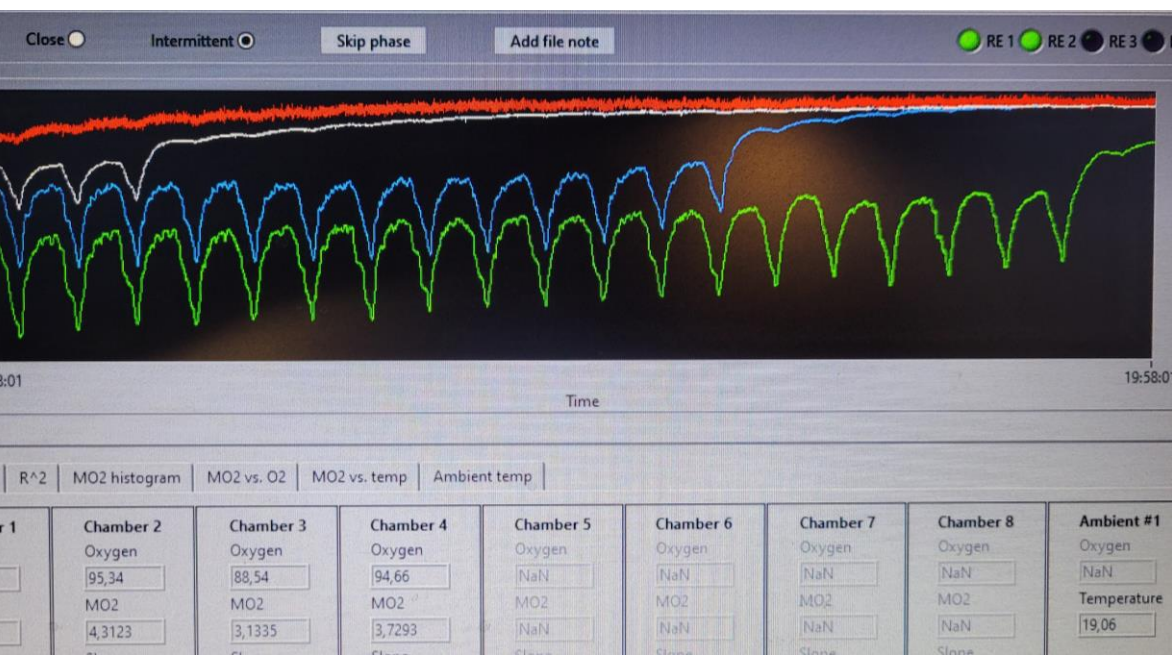 Close Intermittent Skip phase Add file note RE 1 RE 2 RE 3
:01 19:58:01
Time
R^2 MO2 histogram MO2 vs. O2 MO2 vs. temp Ambient temp
1 Chamber 2 Chamber 3 Chamber 4 Chamber 5 Chamber 6 Chamber 7 Chamber 8 Ambient #1
Oxygen Oxygen Oxygen Oxygen Oxygen Oxygen Oxygen Oxygen
95,34 88,54 94,66 NaN NaN NaN NaN NaN
MO2 MO2 MO2 MO2 MO2 MO2 MO2 Temperature
4,3123 3,1335 3,7293 NaN NaN NaN NaN 19,06